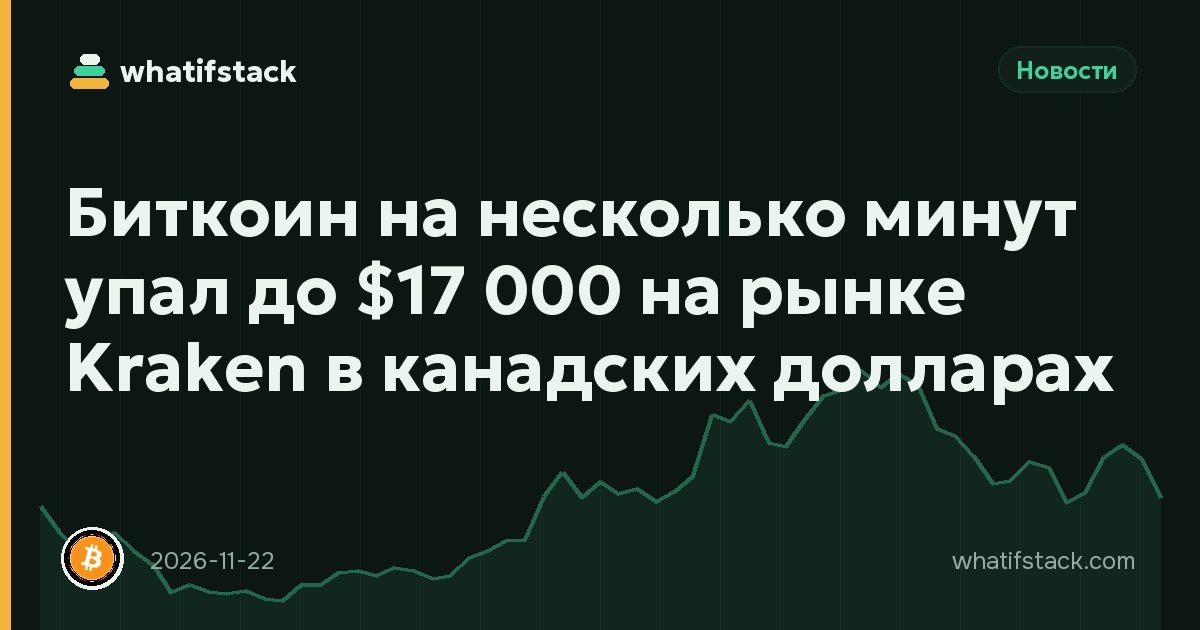 whatifstack
Новости
Биткоин на несколько минут
упал до $17 000 на рынке
Kraken в канадских долларах
2026-11-22
whatifstack.com